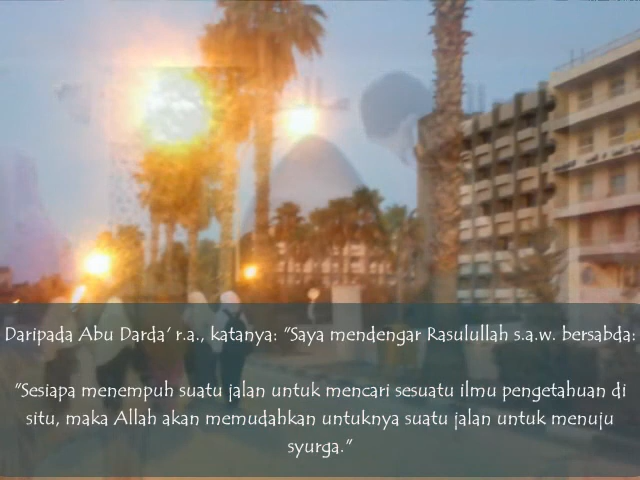 Daripada Abu Darda' r.a., katanya: "Saya mendengar Rasulullah s.a.w. bersabda:
"Sesiapa menempuh suatu jalan untuk mencari sesuatu ilmu pengetahuan di
situ, maka Allah akan memudahkan untuknya suatu jalan untuk menuju
syurga."